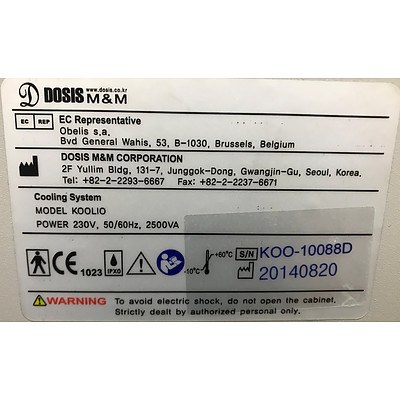 D DOSIS www.dosis.co.kr M&M
EC REP EC Representative
Obelis s.a.
Bvd General Wahis, 53, B-1030, Brussels, Belgium
DOSIS M&M CORPORATION
2F Yullim Bldg, 131-7, Junggok-Dong, Gwangjin-Gu, Seoul, Korea.
Tel: +82-2-2293-6667 Fax: +82-2-2237-6671
Cooling System
MODEL KOOLIO
POWER 230V, 50/60Hz, 2500VA
CE 1023 IPX0 -10°C +60°C S/N KOO-10088D
20140820
WARNING To avoid electric shock, do not open the cabinet.
Strictly dealt by authorized personal only.